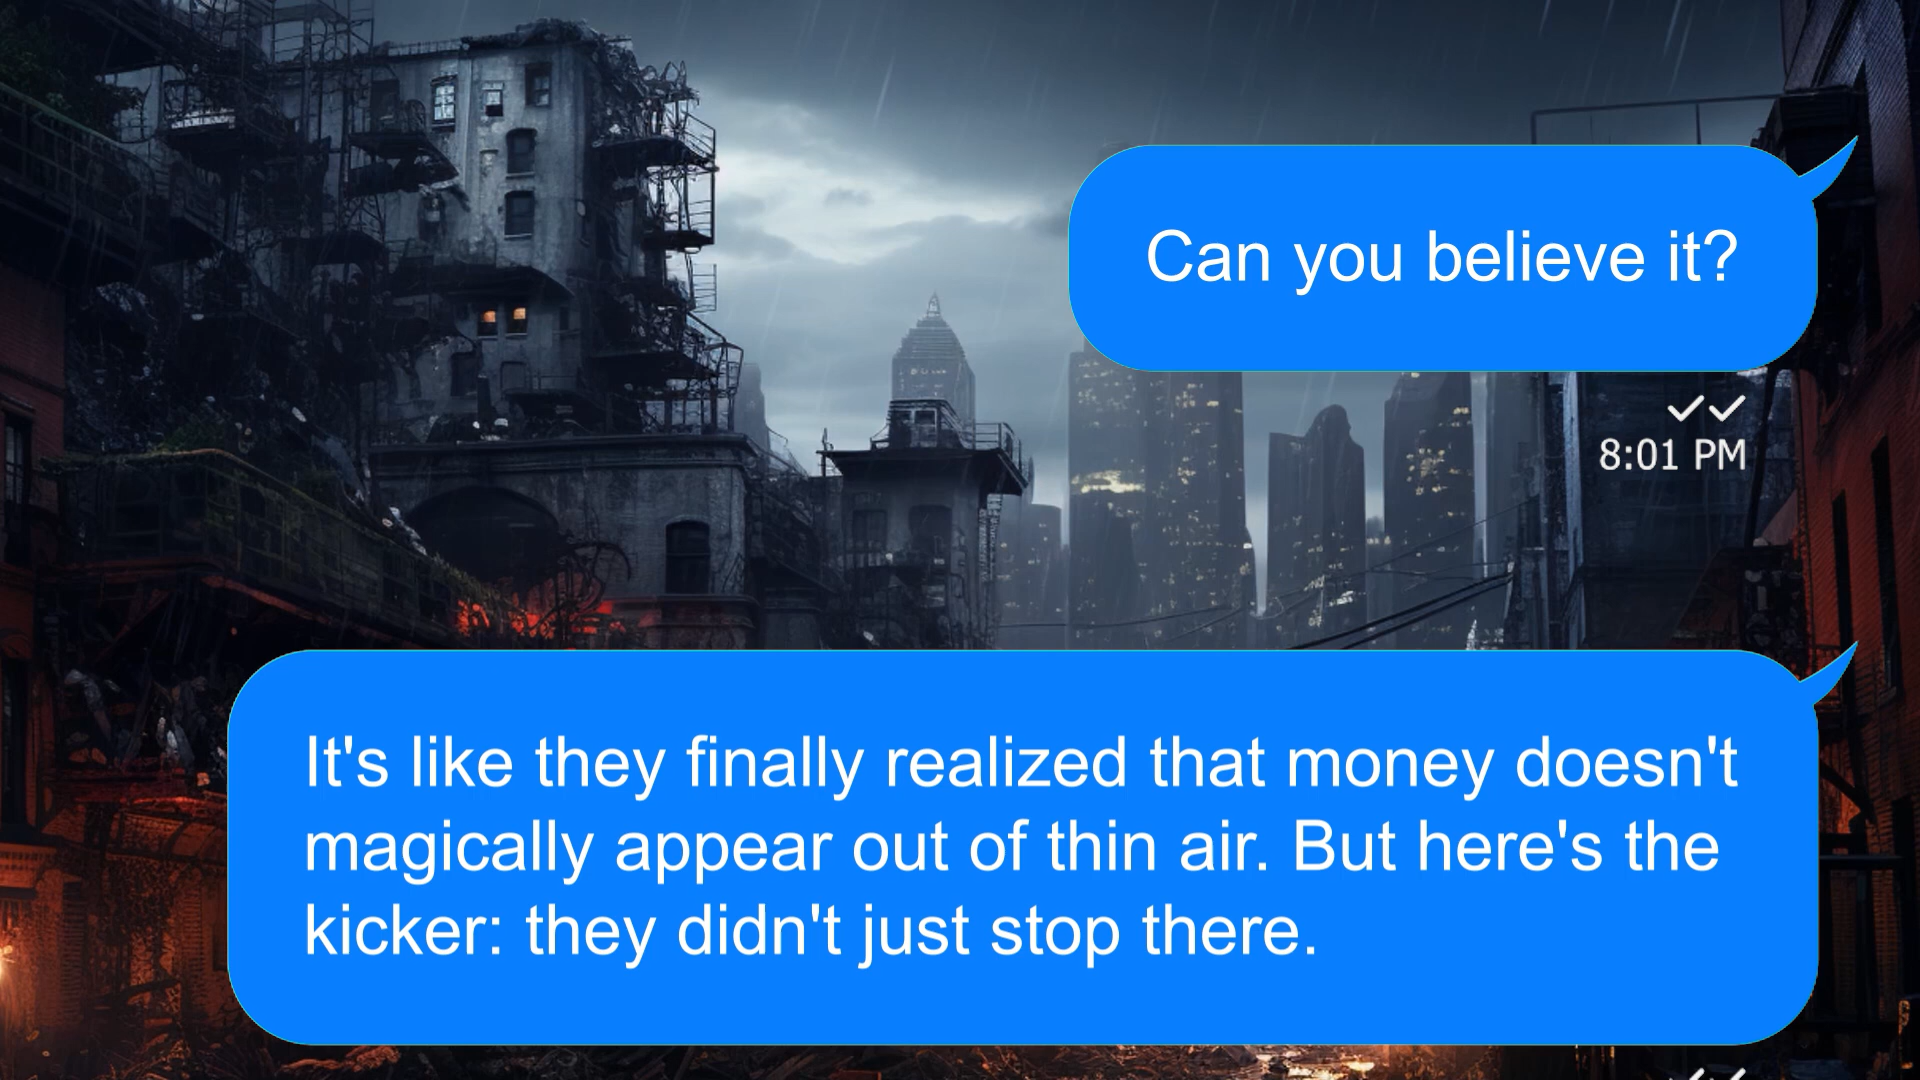 Can you believe it?
8:01 PM
It's like they finally realized that money doesn't
magically appear out of thin air. But here's the
kicker: they didn't just stop there.